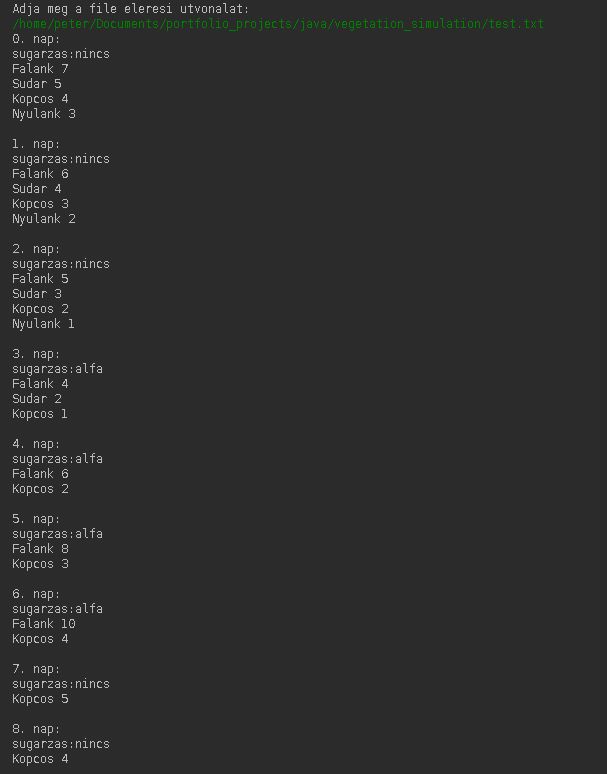 Adja meg a file eleresi utvonalat:
/home/peter/Documents/portfolio_projects/java/vegetation_simulation/test.txt
0. nap:
sugarzas:nincs
Falank 7
Sudar 5
Kopcos 4
Nyulank 3
1. nap:
sugarzas:nincs
Falank 6
Sudar 4
Kopcos 3
Nyulank 2
2. nap:
sugarzas:nincs
Falank 5
Sudar 3
Kopcos 2
Nyulank 1
3. nap:
sugarzas:alfa
Falank 4
Sudar 2
Kopcos 1
4. nap:
sugarzas:alfa
Falank 6
Kopcos 2
5. nap:
sugarzas:alfa
Falank 8
Kopcos 3
6. nap:
sugarzas:alfa
Falank 10
Kopcos 4
7. nap:
sugarzas:nincs
Kopcos 5
8. nap:
sugarzas:nincs
Kopcos 4